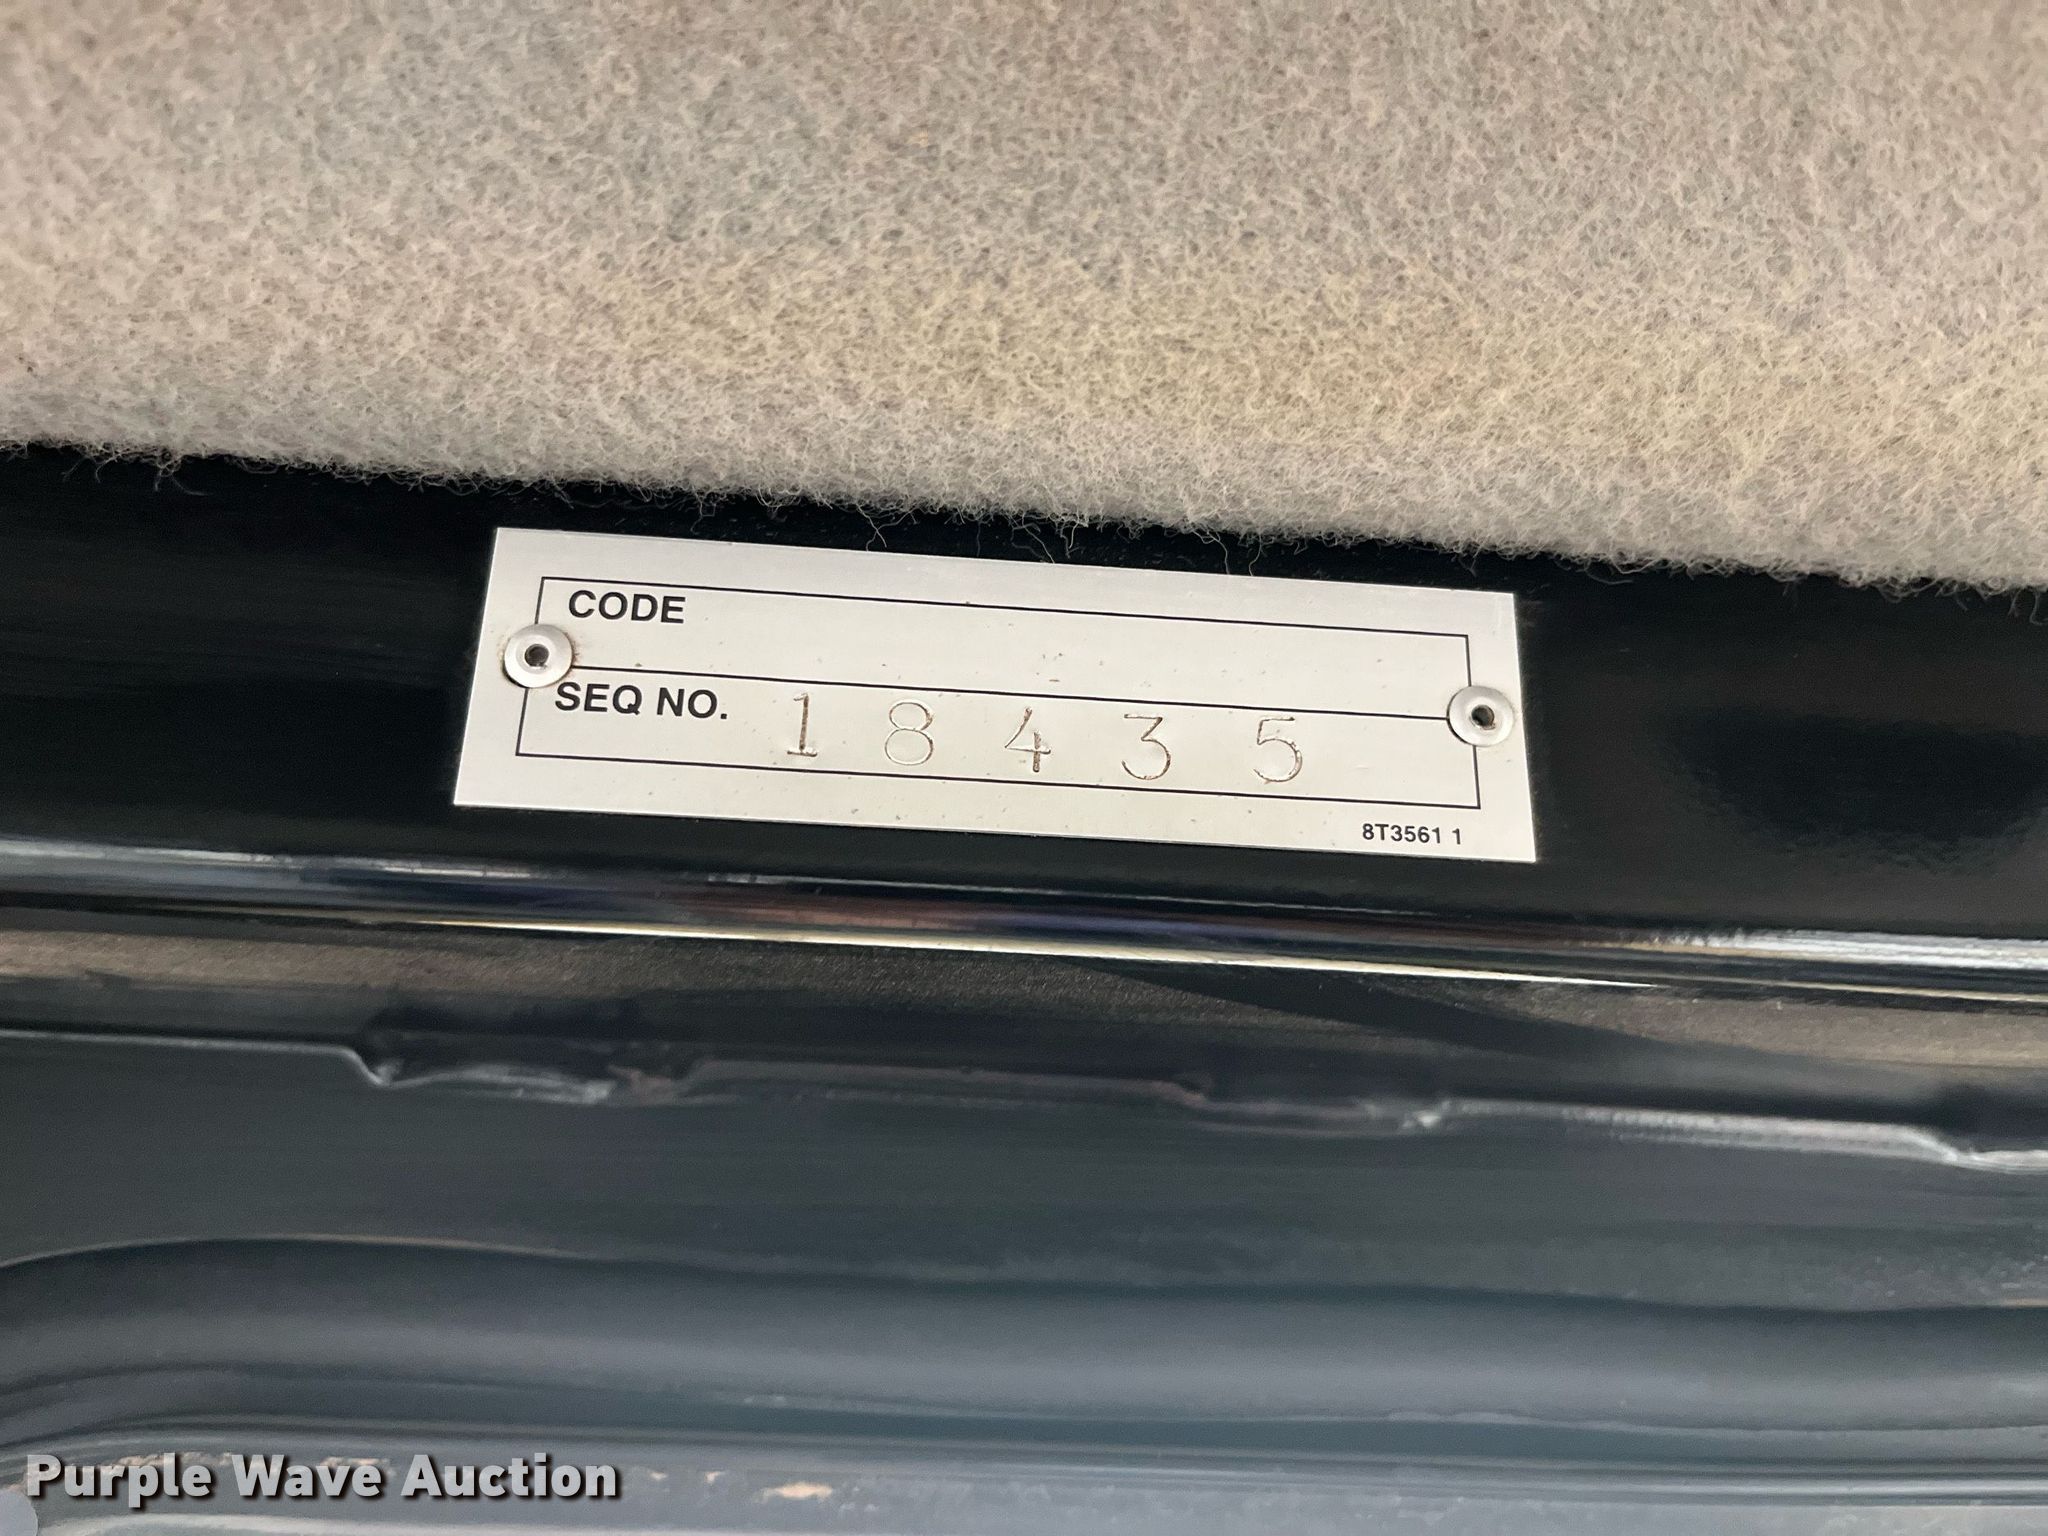 CODE
SEQ NO. 18435
8T3561 1
Purple Wave Auction